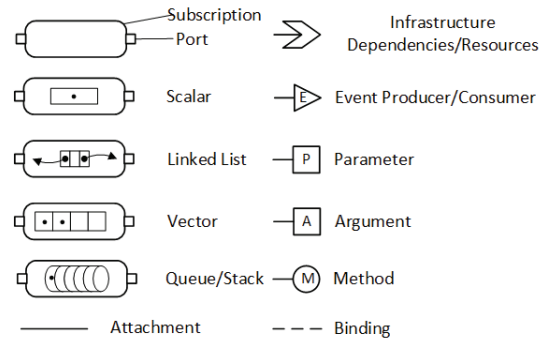 Subscription
Port
Infrastructure
Dependencies/Resources
Scalar
E
Event Producer/Consumer
Linked List
P
Parameter
Vector
A
Argument
Queue/Stack
M
Method
Attachment
Binding